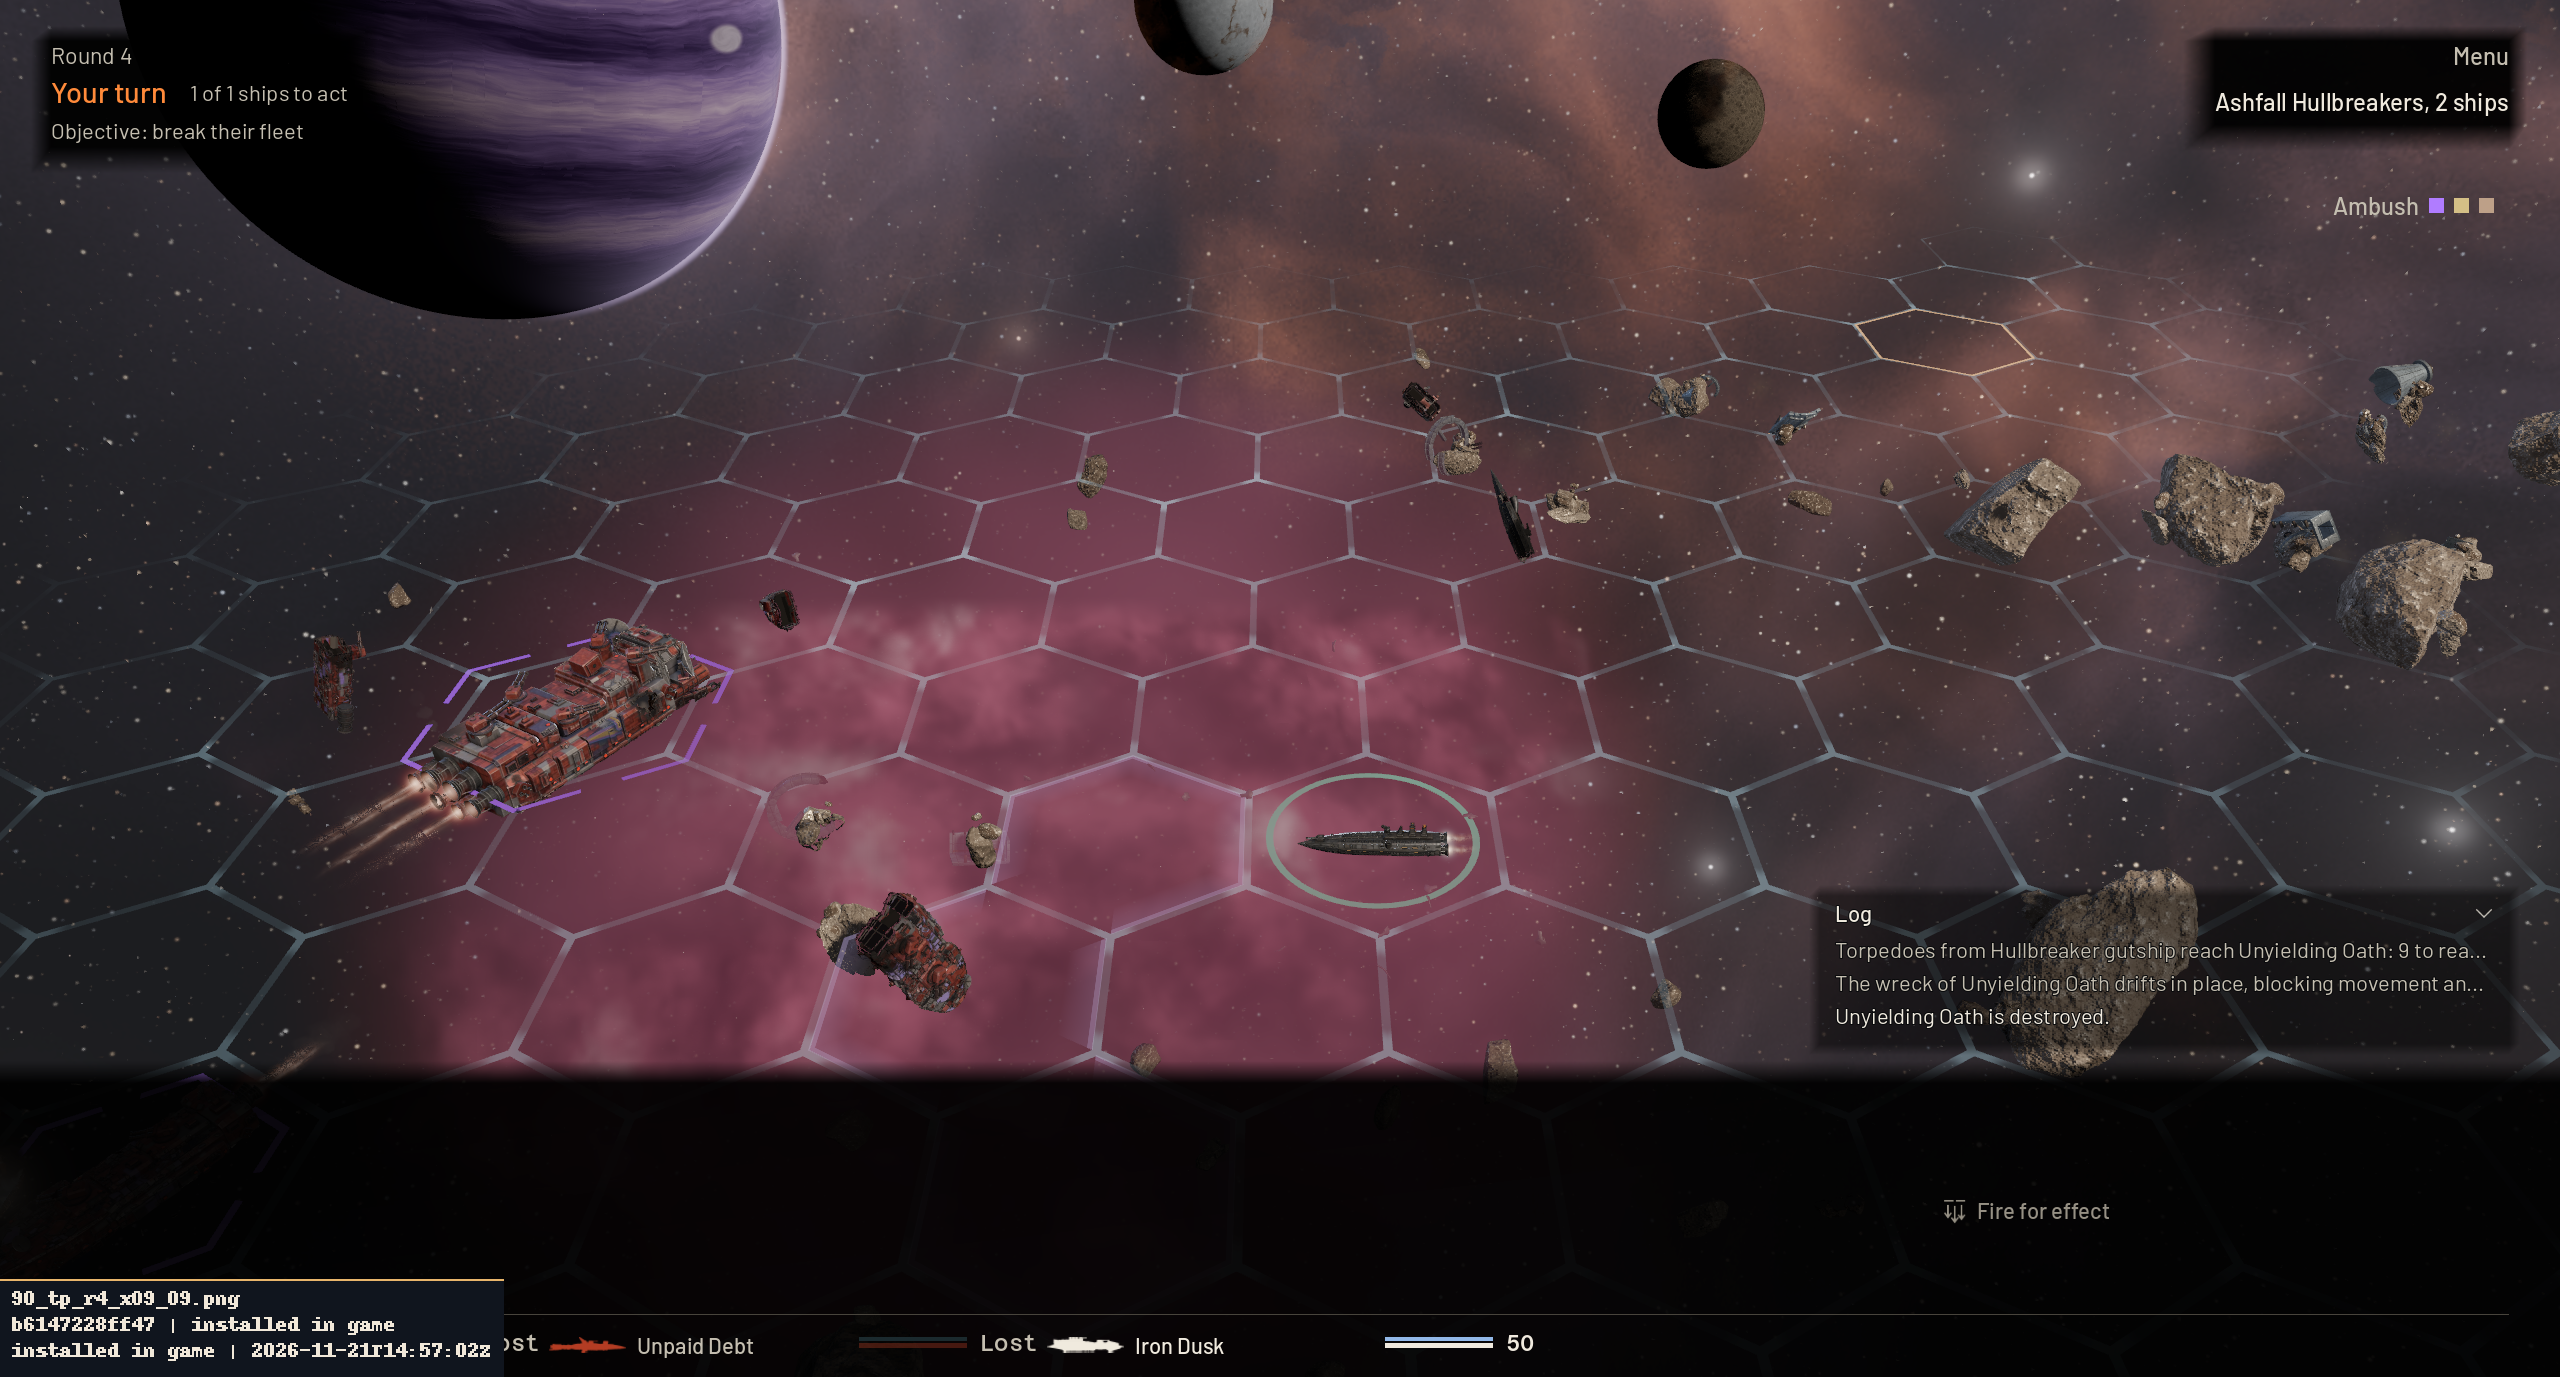 Round 4
Your turn 1 of 1 ships to act
Objective: break their fleet
Menu
Ashfall Hullbreakers, 2 ships
Ambush
Log
Torpedoes from Hullbreaker gutship reach Unyielding Oath: 9 to rea...
The wreck of Unyielding Oath drifts in place, blocking movement an...
Unyielding Oath is destroyed.
Fire for effect
90_tp_r4_x09_09.png
b6147228ff47 | installed in game
installed in game | 2026-11-21r14:57:02z
ost Unpaid Debt Lost Iron Dusk 50